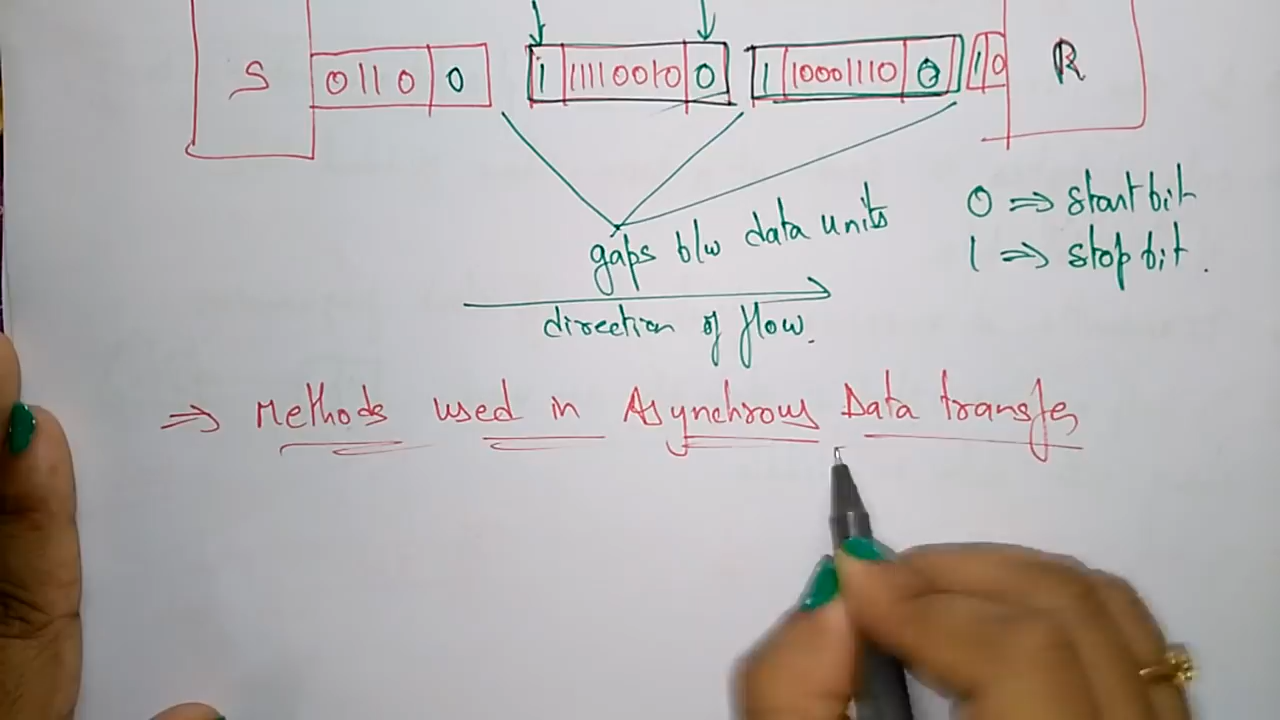 S 0110 0 1 11110010 0 1 10001110 0 1 0 R
0 => start bit
gaps b/w data units
1 => stop bit.
direction of flow.
=> Methods used in Asynchrous Data transfer